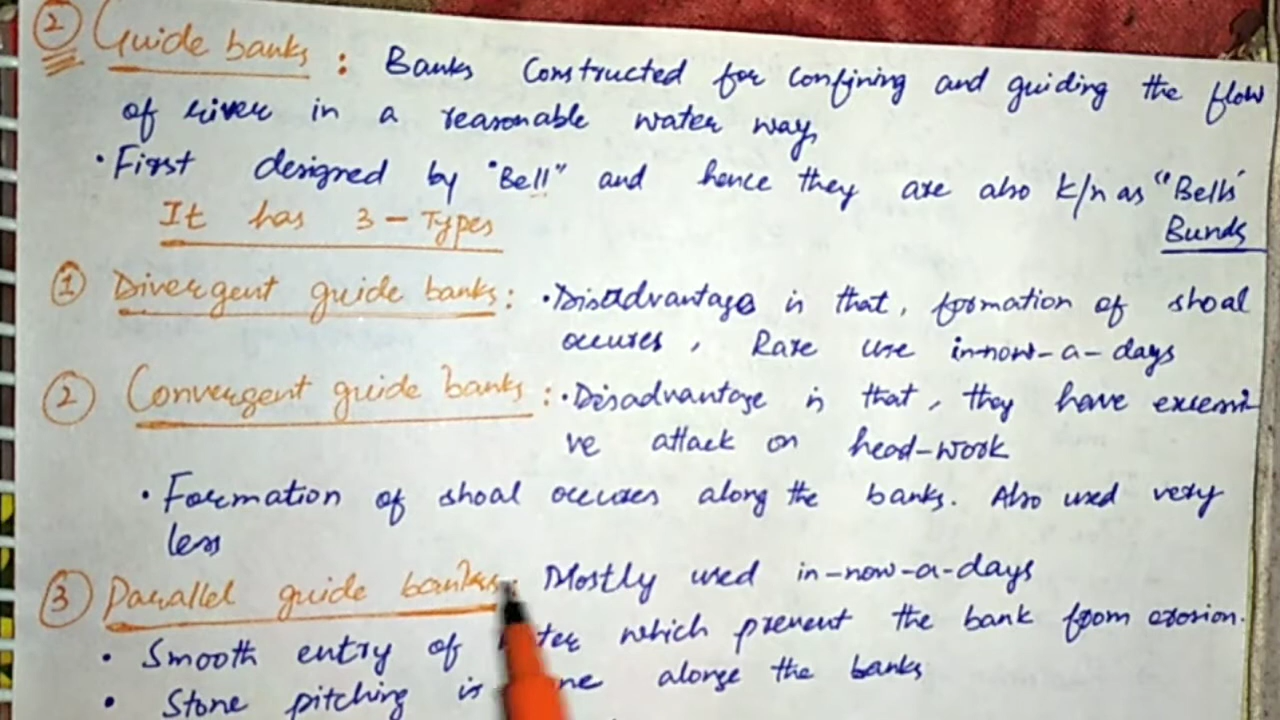 ② Guide banks : Banks Constructed for confining and guiding the flow
of river in a reasonable water way
• First designed by "Bell" and hence they are also k/n as "Bells'
Bunds
It has 3 - Types
① Divergent guide banks : • Disadvantage is that, formation of shoal
occures, Rare use in-now-a-days
② Convergent guide banks : • Disadvantage is that, they have excessi
ve attack on head-work
• Formation of shoal occures along the banks. Also used very
less
③ Parallel guide banks : Mostly used in-now-a-days
• Smooth entry of which prevent the bank from erosion.
• Stone pitching is alonge the banks